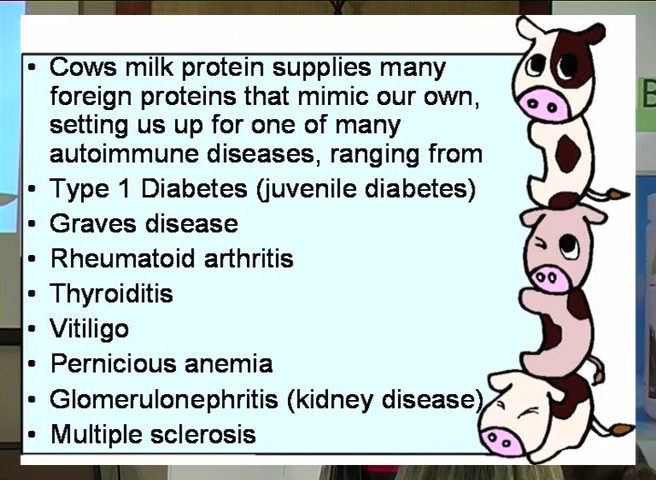 • Cows milk protein supplies many
foreign proteins that mimic our own,
setting us up for one of many
autoimmune diseases, ranging from
• Type 1 Diabetes (juvenile diabetes)
• Graves disease
• Rheumatoid arthritis
• Thyroiditis
• Vitiligo
• Pernicious anemia
• Glomerulonephritis (kidney disease)
• Multiple sclerosis
B